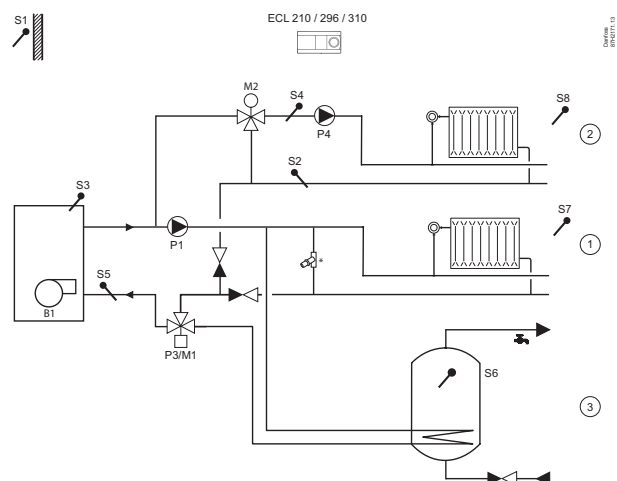 ECL 210 / 296 / 310
Danfoss
87H2171.13
S1
M2
S4
P4
S8
2
S2
S3
P1
S7
1
*
S5
B1
P3/M1
S6
3